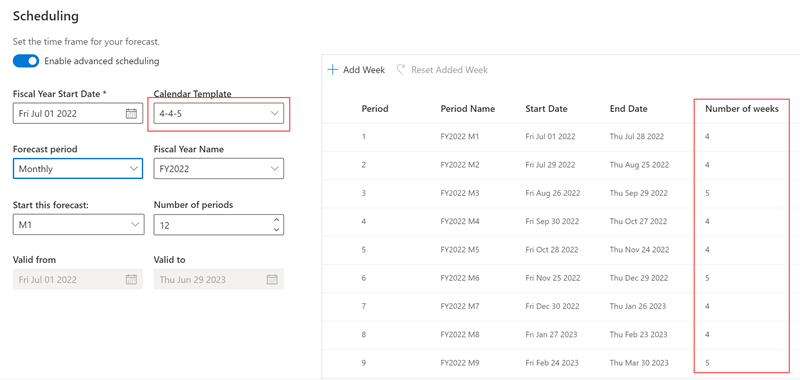 Scheduling
Set the time frame for your forecast.
Enable advanced scheduling
Fiscal Year Start Date *
Calendar Template
Fri Jul 01 2022
4-4-5
Forecast period
Fiscal Year Name
Monthly
FY2022
Start this forecast:
Number of periods
M1
12
Valid from
Valid to
Fri Jul 01 2022
Thu Jun 29 2023
Add Week
Reset Added Week
Period Period Name Start Date End Date Number of weeks
1 FY2022 M1 Fri Jul 01 2022 Thu Jul 28 2022 4
2 FY2022 M2 Fri Jul 29 2022 Thu Aug 25 2022 4
3 FY2022 M3 Fri Aug 26 2022 Thu Sep 29 2022 5
4 FY2022 M4 Fri Sep 30 2022 Thu Oct 27 2022 4
5 FY2022 M5 Fri Oct 28 2022 Thu Nov 24 2022 4
6 FY2022 M6 Fri Nov 25 2022 Thu Dec 29 2022 5
7 FY2022 M7 Fri Dec 30 2022 Thu Jan 26 2023 4
8 FY2022 M8 Fri Jan 27 2023 Thu Feb 23 2023 4
9 FY2022 M9 Fri Feb 24 2023 Thu Mar 30 2023 5